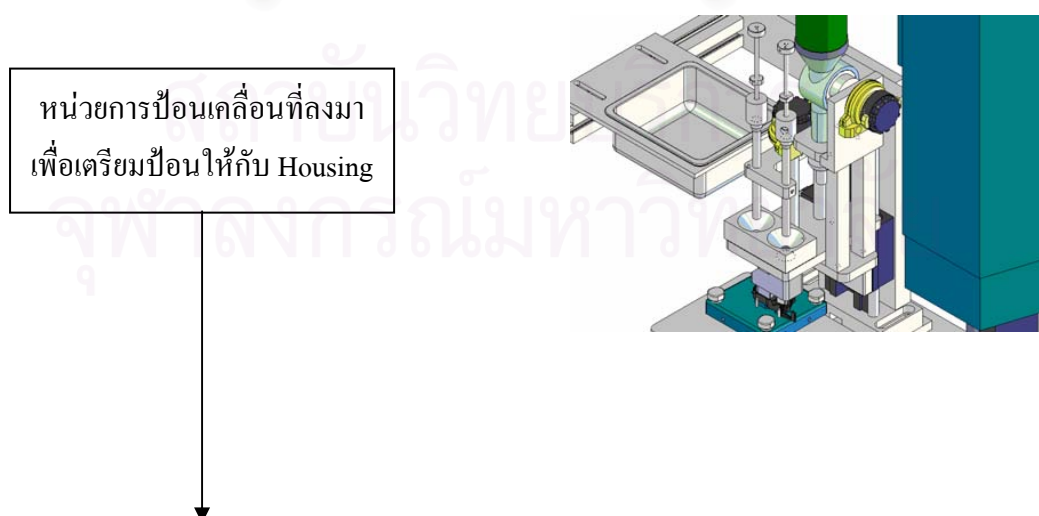 หน่วยการป้อนเคลื่อนที่ลงมา
เพื่อเตรียมป้อนให้กับ Housing